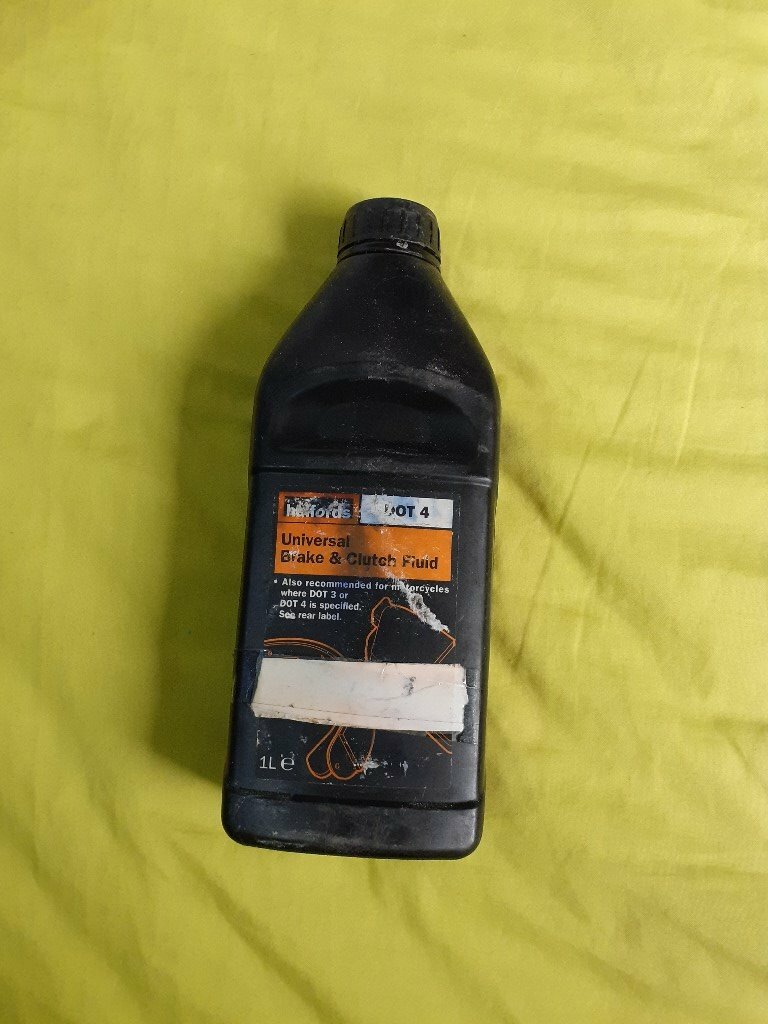 halfords
DOT 4
Universal
Brake & Clutch Fluid
• Also recommended for motorcycles
where DOT 3 or
DOT 4 is specified.
See rear label.
1L ℮